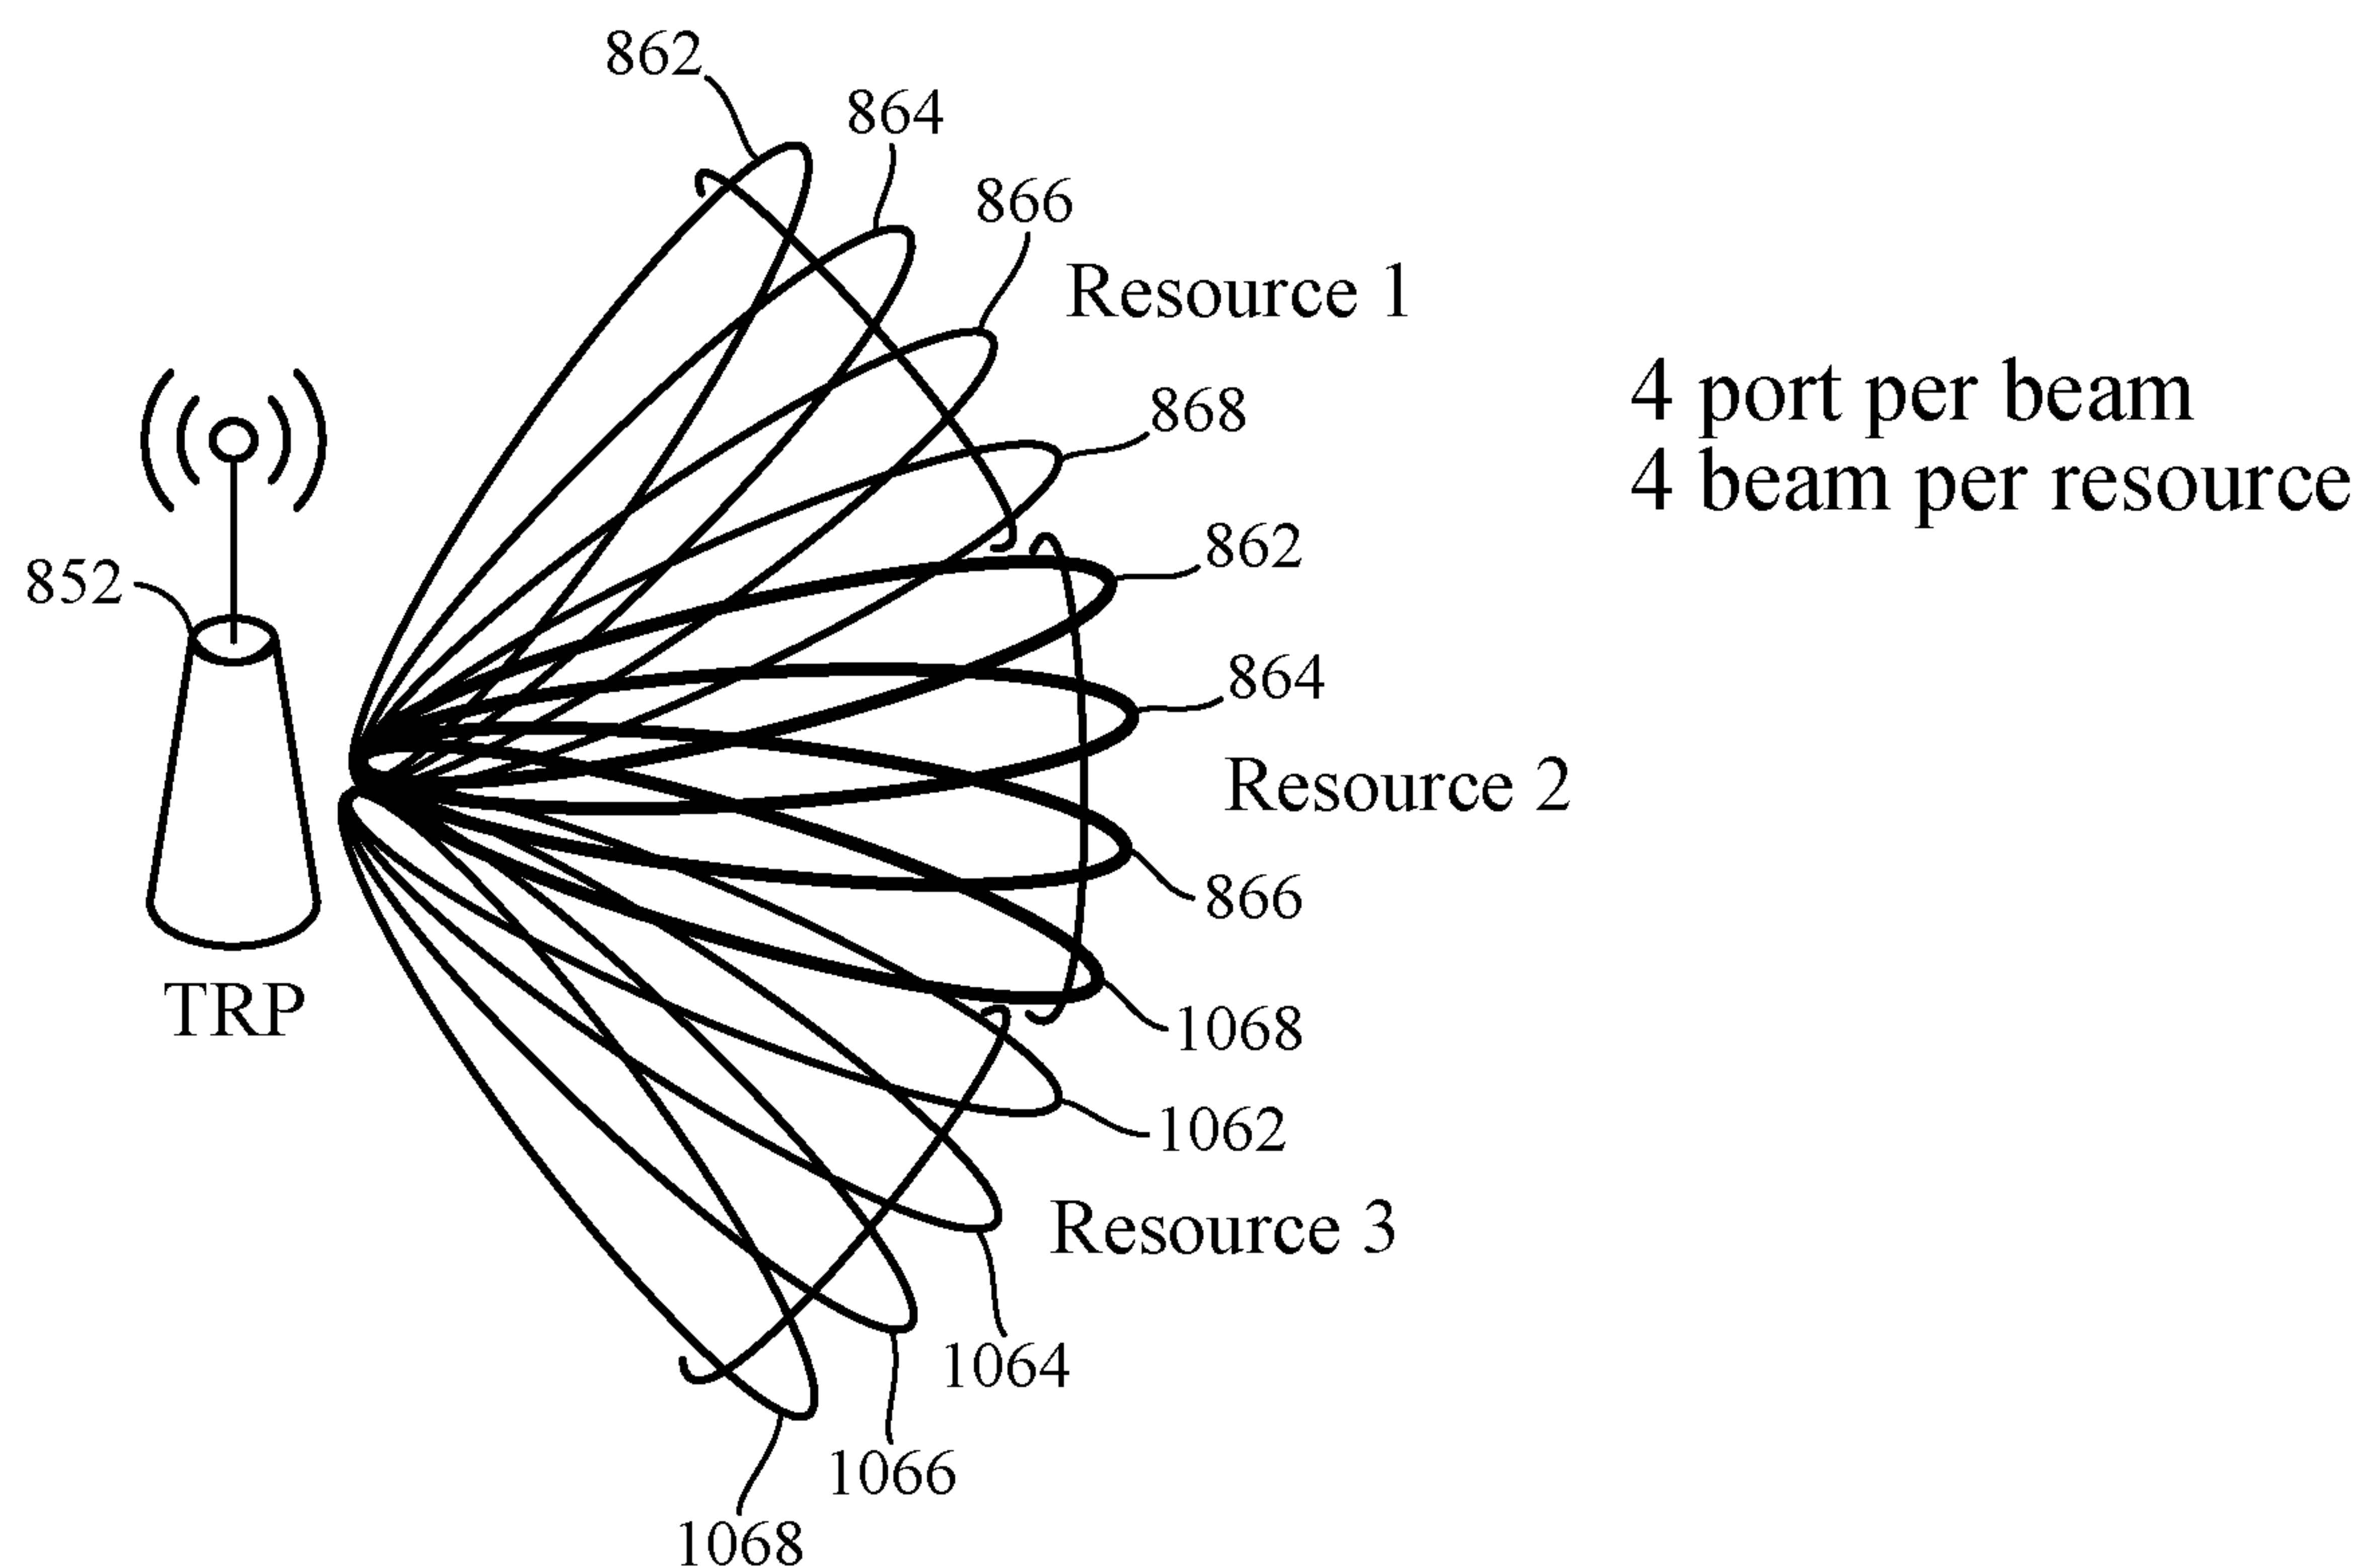 862
864
866
Resource 1
4 port per beam
868
4 beam per resource
862
852
864
Resource 2
866
TRP
1068
1062
Resource 3
1064
1066
1068